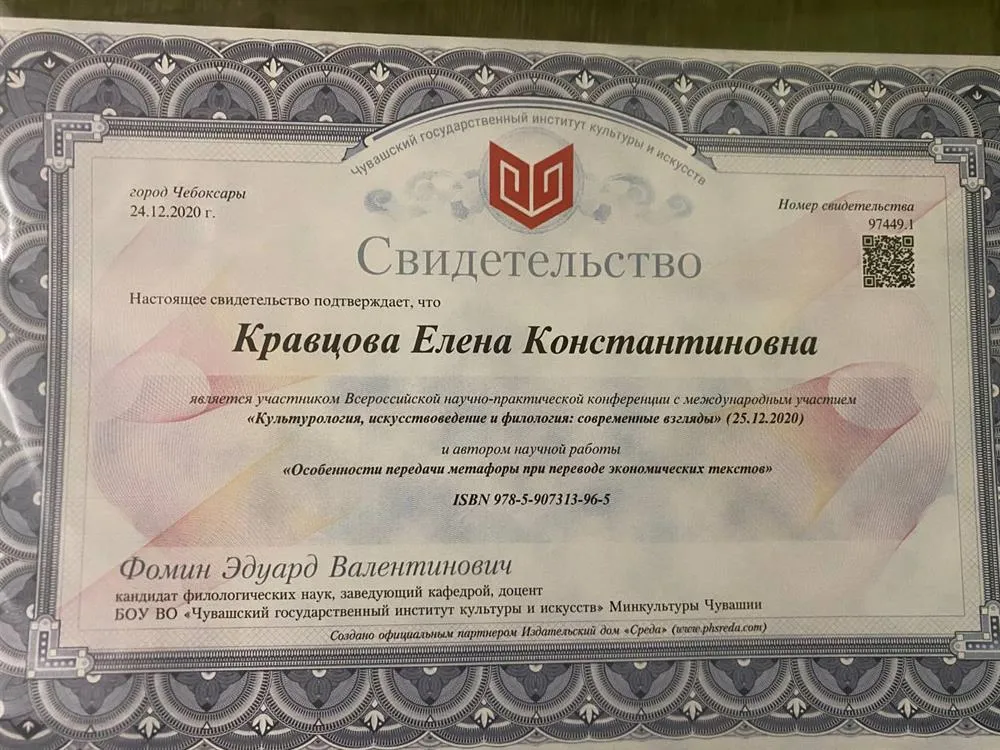 Чувашский государственный институт культуры и искусств
город Чебоксары
24.12.2020 г.
Номер свидетельства
97449.1
Свидетельство
Настоящее свидетельство подтверждает, что
Кравцова Елена Константиновна
является участником Всероссийской научно-практической конференции с международным участием
«Культурология, искусствоведение и филология: современные взгляды» (25.12.2020)
и автором научной работы
«Особенности передачи метафоры при переводе экономических текстов»
ISBN 978-5-907313-96-5
Фомин Эдуард Валентинович
кандидат филологических наук, заведующий кафедрой, доцент
БОУ ВО «Чувашский государственный институт культуры и искусств» Минкультуры Чувашии
Создано официальным партнером Издательский дом «Среда» (www.phsreda.com)